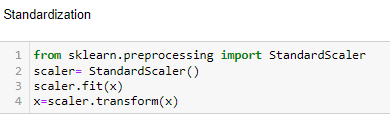 Standardization
1 from sklearn.preprocessing import StandardScaler
2 scaler= StandardScaler()
3 scaler.fit(x)
4 x=scaler.transform(x)